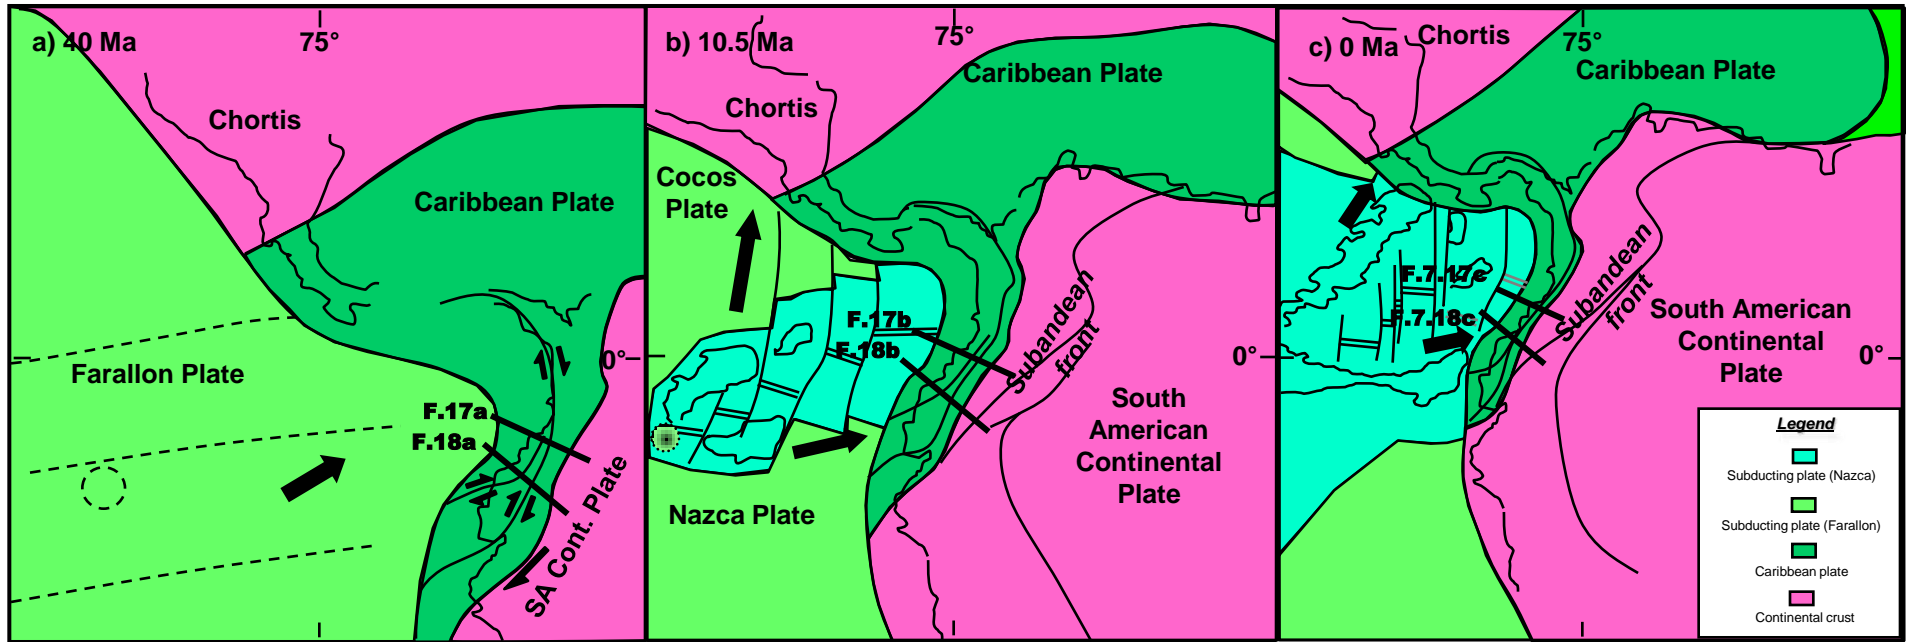 a) 40 Ma
75°
Chortis
Caribbean Plate
0°
Farallon Plate
F.17a
F.18a
SA Cont. Plate
b) 10.5 Ma
75°
Caribbean Plate
Chortis
Cocos
Plate
F.17b
F.18b
Subandean
front
0°
South
American
Continental
Plate
Nazca Plate
c) 0 Ma
Chortis
75°
Caribbean Plate
F.7.17c
F.7.18c
Subandean
front
South American
Continental
Plate
0°
Legend
Subducting plate (Nazca)
Subducting plate (Farallon)
Caribbean plate
Continental crust